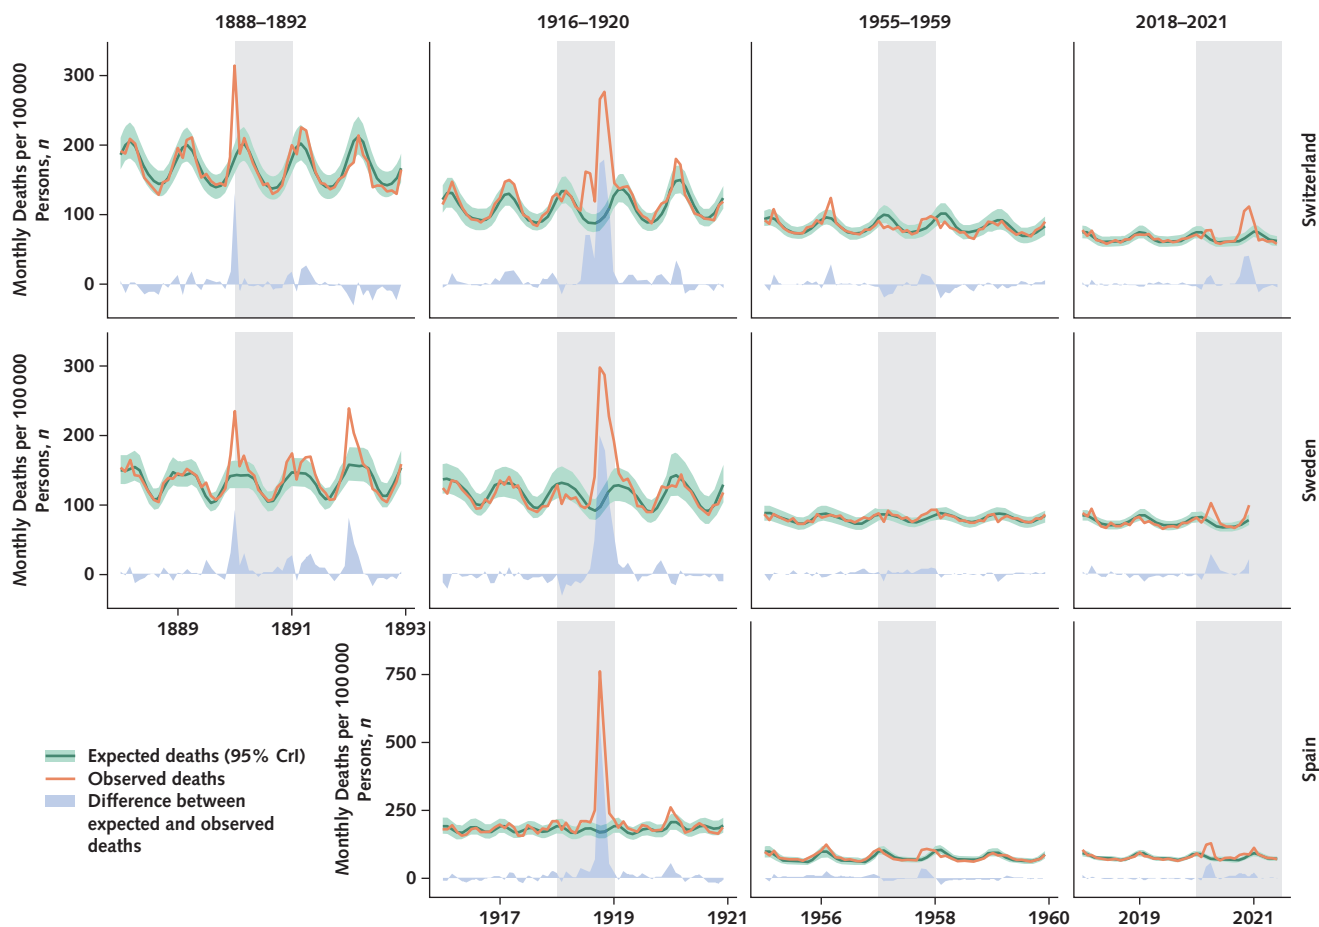 1888–1892
1916–1920
1955–1959
2018–2021
Monthly Deaths per 100 000
Persons, n
300
200
100
0
Switzerland
Monthly Deaths per 100 000
Persons, n
300
200
100
0
Sweden
1889
1891
1893
Monthly Deaths per 100 000
Persons, n
750
500
250
0
Spain
Expected deaths (95% CrI)
Observed deaths
Difference between
expected and observed
deaths
1917
1919
1921
1956
1958
1960
2019
2021